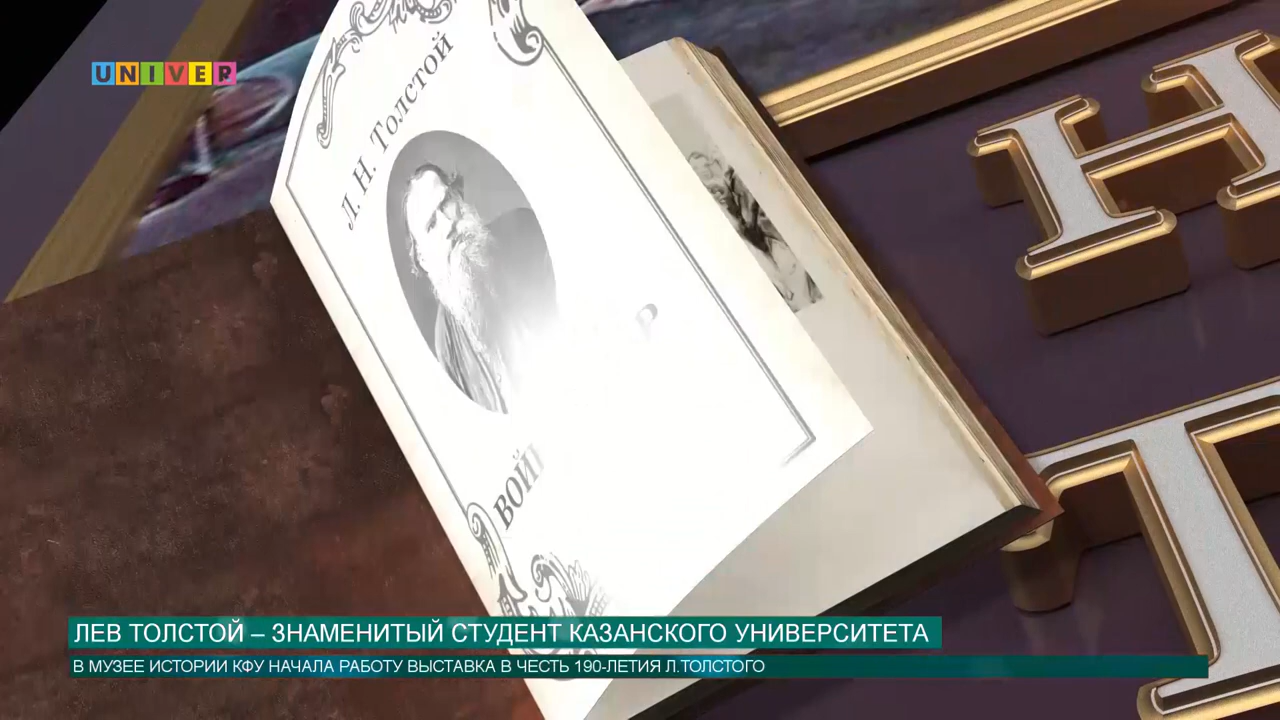 UNIVER
Л. Н. Толстой
ЛЕВ ТОЛСТОЙ – ЗНАМЕНИТЫЙ СТУДЕНТ КАЗАНСКОГО УНИВЕРСИТЕТА
В МУЗЕЕ ИСТОРИИ КФУ НАЧАЛА РАБОТУ ВЫСТАВКА В ЧЕСТЬ 190-ЛЕТИЯ Л.ТОЛСТОГО